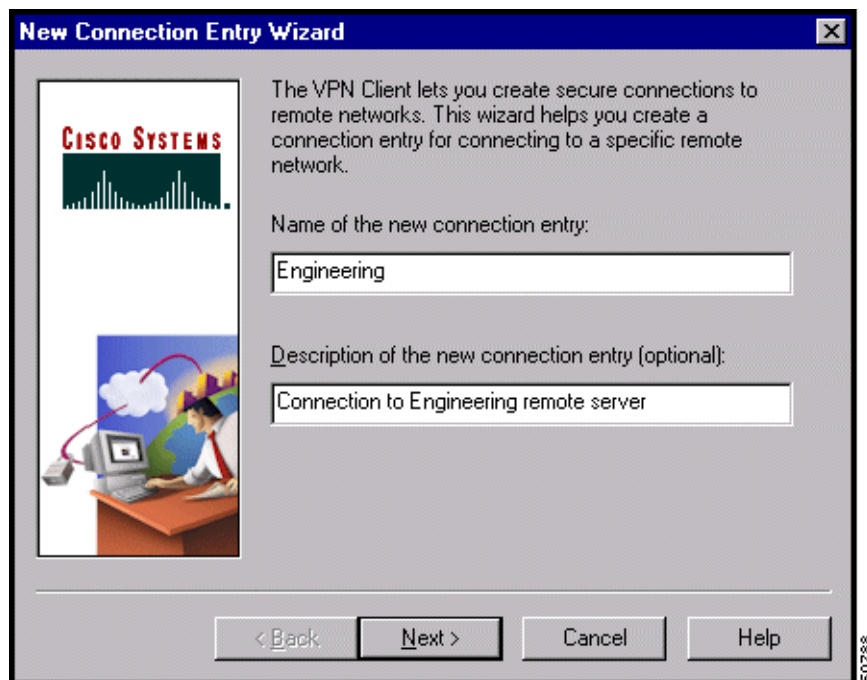 New Connection Entry Wizard
CISCO SYSTEMS
The VPN Client lets you create secure connections to
remote networks. This wizard helps you create a
connection entry for connecting to a specific remote
network.
Name of the new connection entry:
Engineering
Description of the new connection entry (optional):
Connection to Engineering remote server
< Back
Next >
Cancel
Help